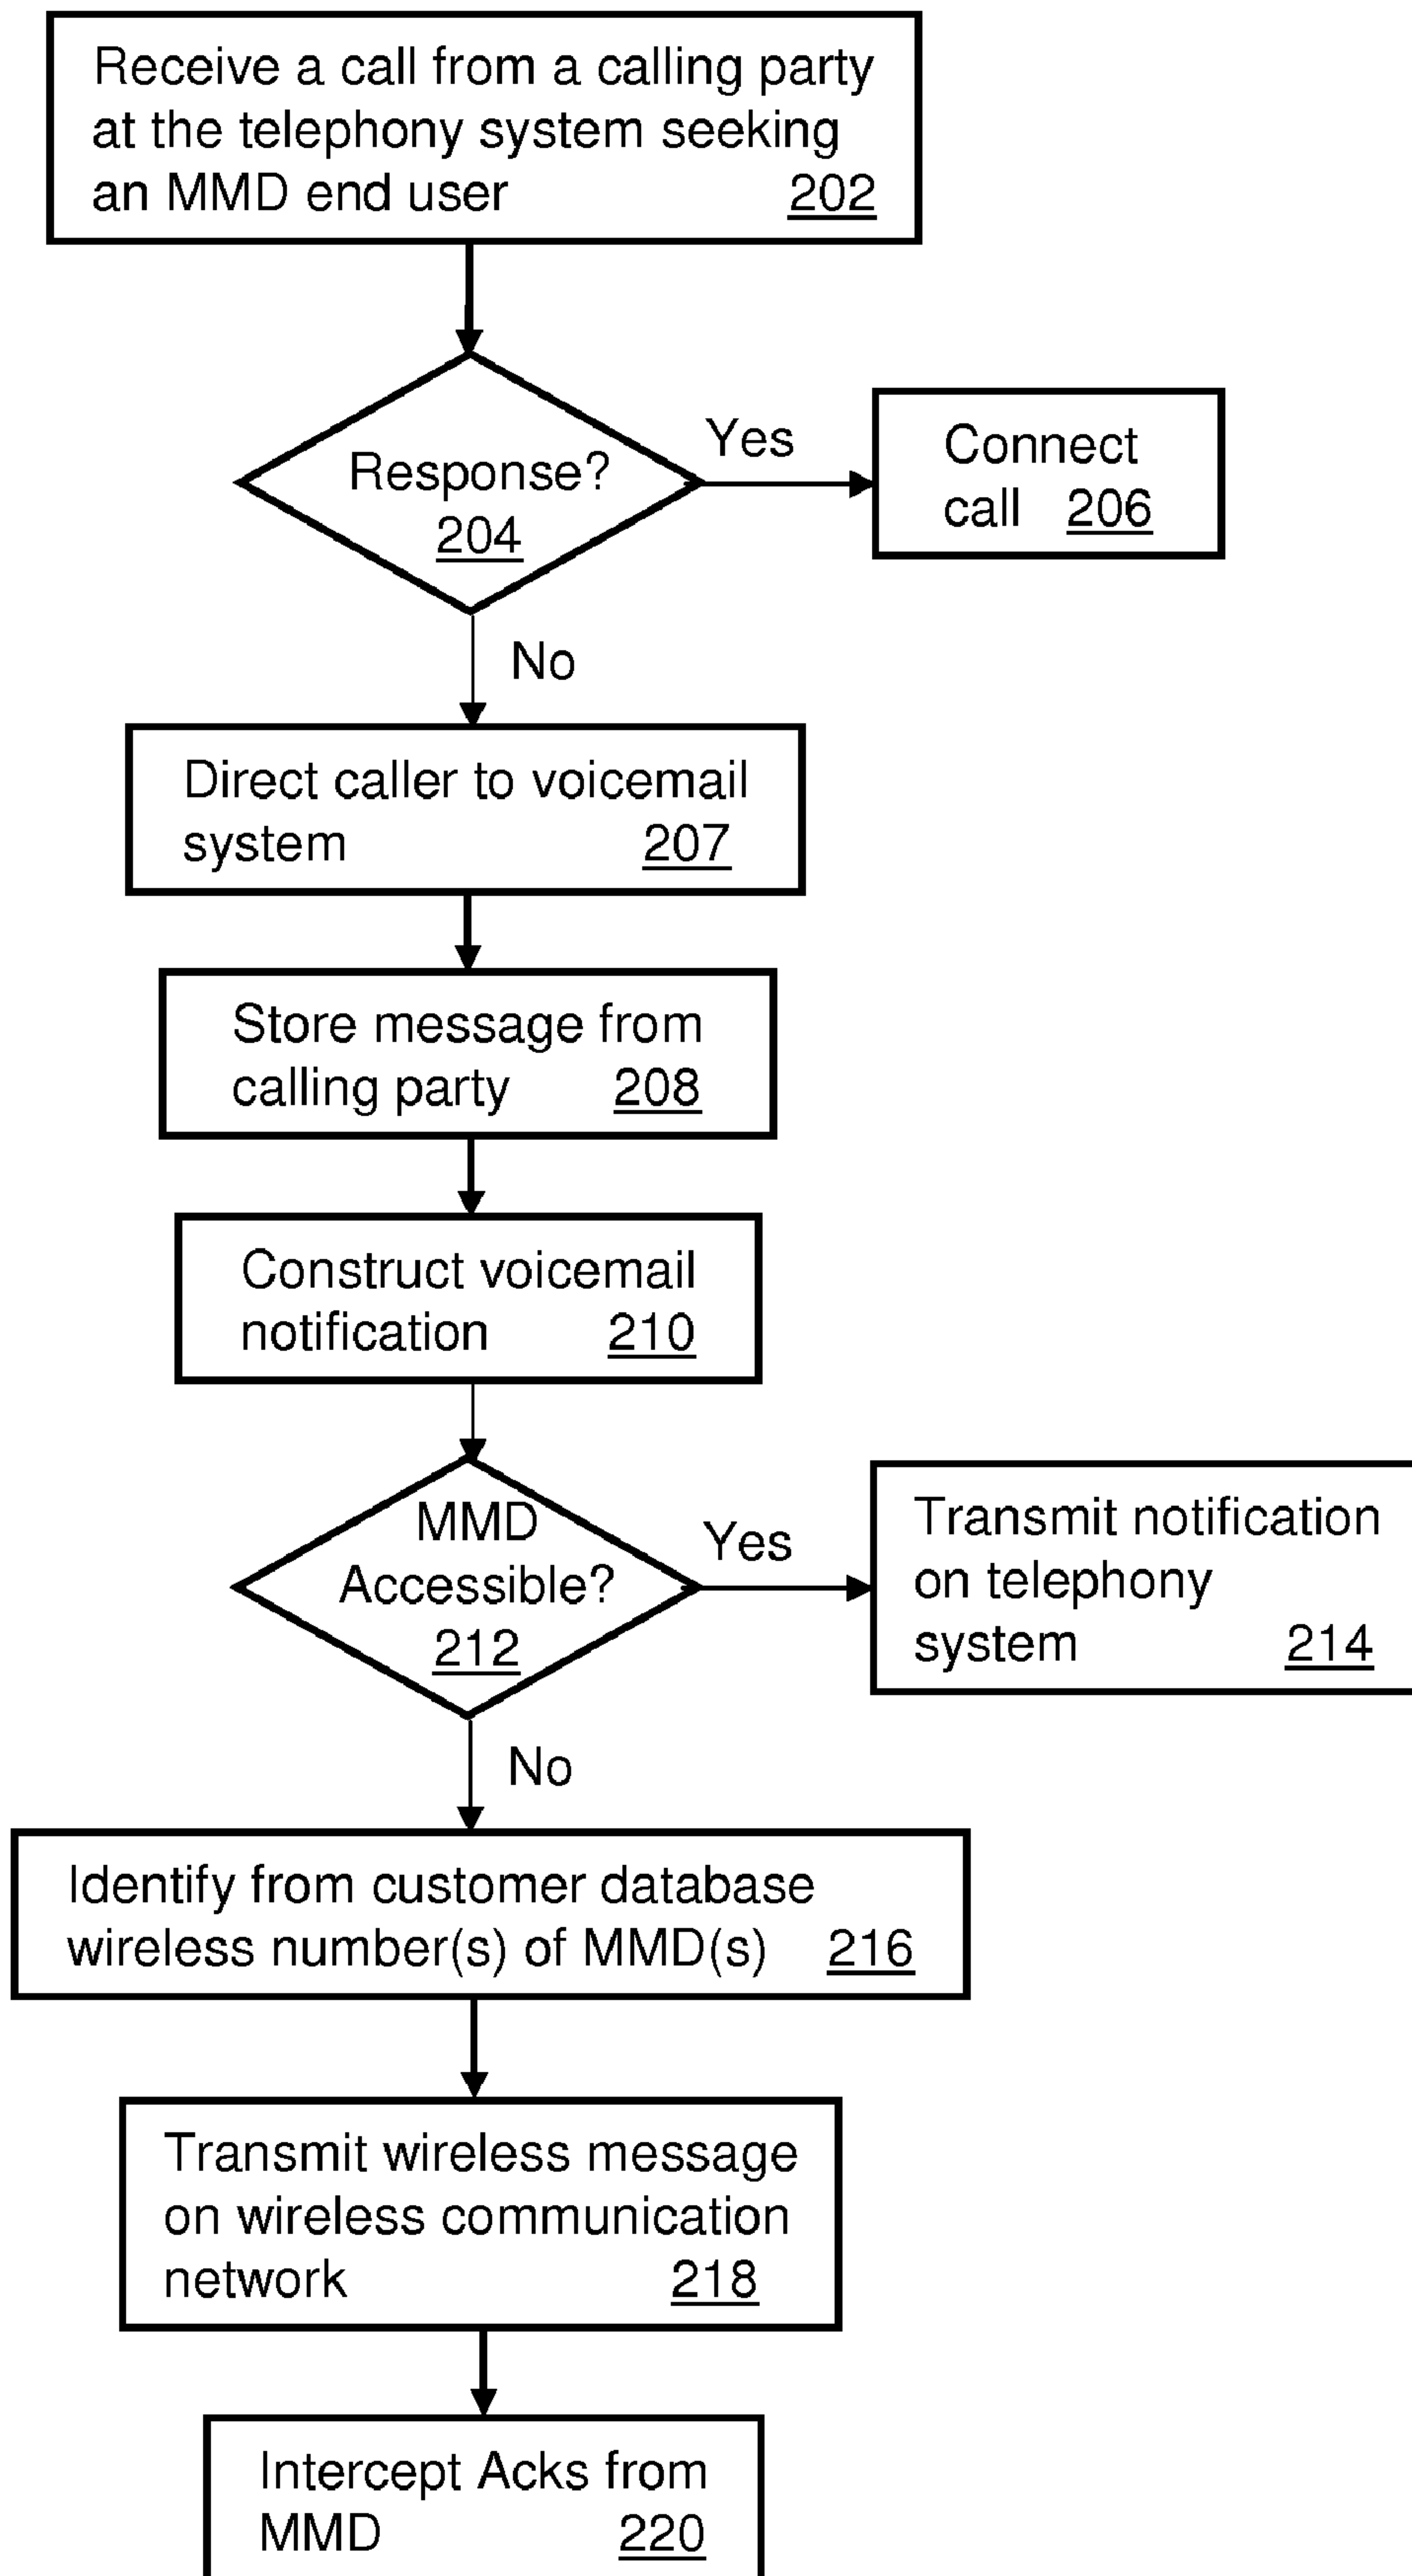 Receive a call from a calling party
at the telephony system seeking
an MMD end user 202
Response?
204
Yes
Connect
call 206
No
Direct caller to voicemail
system 207
Store message from
calling party 208
Construct voicemail
notification 210
MMD
Accessible?
212
Yes
Transmit notification
on telephony
system 214
No
Identify from customer database
wireless number(s) of MMD(s) 216
Transmit wireless message
on wireless communication
network 218
Intercept Acks from
MMD 220